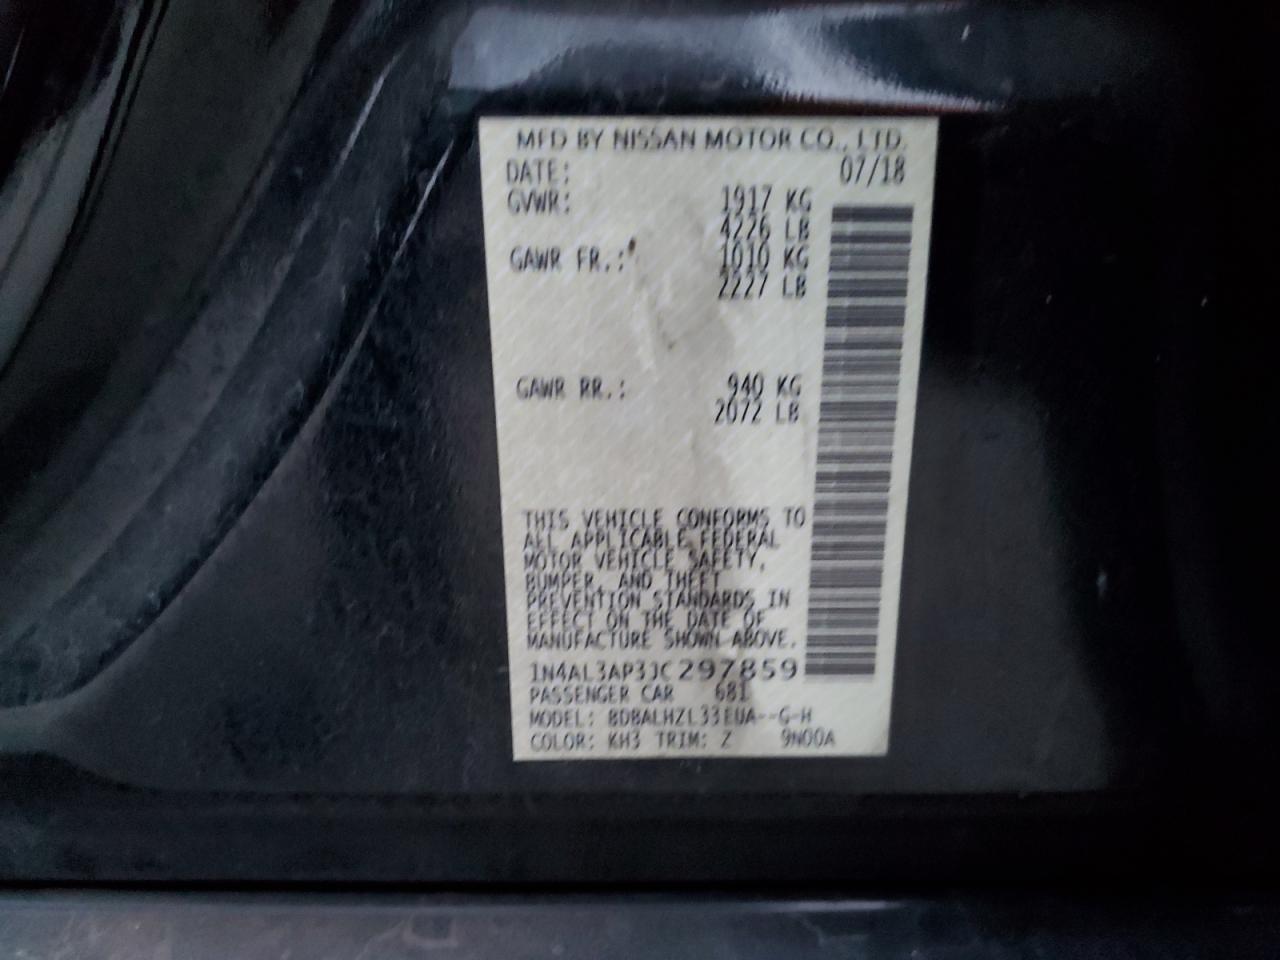 MFD BY NISSAN MOTOR CO., LTD.
DATE: 07/18
GVWR: 1917 KG
4226 LB
GAWR FR.: 1010 KG
2227 LB
GAWR RR.: 940 KG
2072 LB
THIS VEHICLE CONFORMS TO
ALL APPLICABLE FEDERAL
MOTOR VEHICLE SAFETY,
BUMPER, AND THEFT
PREVENTION STANDARDS IN
EFFECT ON THE DATE OF
MANUFACTURE SHOWN ABOVE.
1N4AL3AP3JC297859
PASSENGER CAR 681
MODEL: BDBALHZL33EUA--G-H
COLOR: KH3 TRIM: Z 9N00A